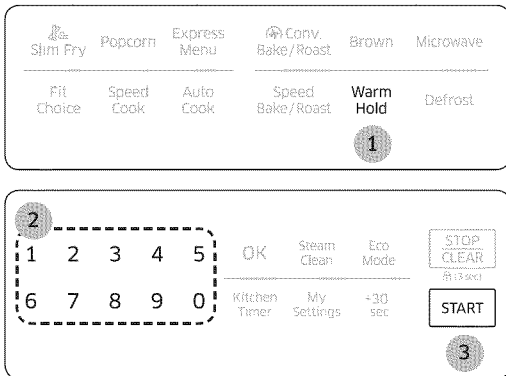 Slim Fry
Popcorn
Express
Menu
Conv.
Bake/Roast
Brown
Microwave
Fit
Choice
Speed
Cook
Auto
Cook
Speed
Bake/Roast
Warm
Hold
Defrost
1
2
1 2 3 4 5
OK
Steam
Clean
Eco
Mode
STOP
CLEAR
(3 sec)
6 7 8 9 0
Kitchen
Timer
My
Settings
+30
sec
START
3